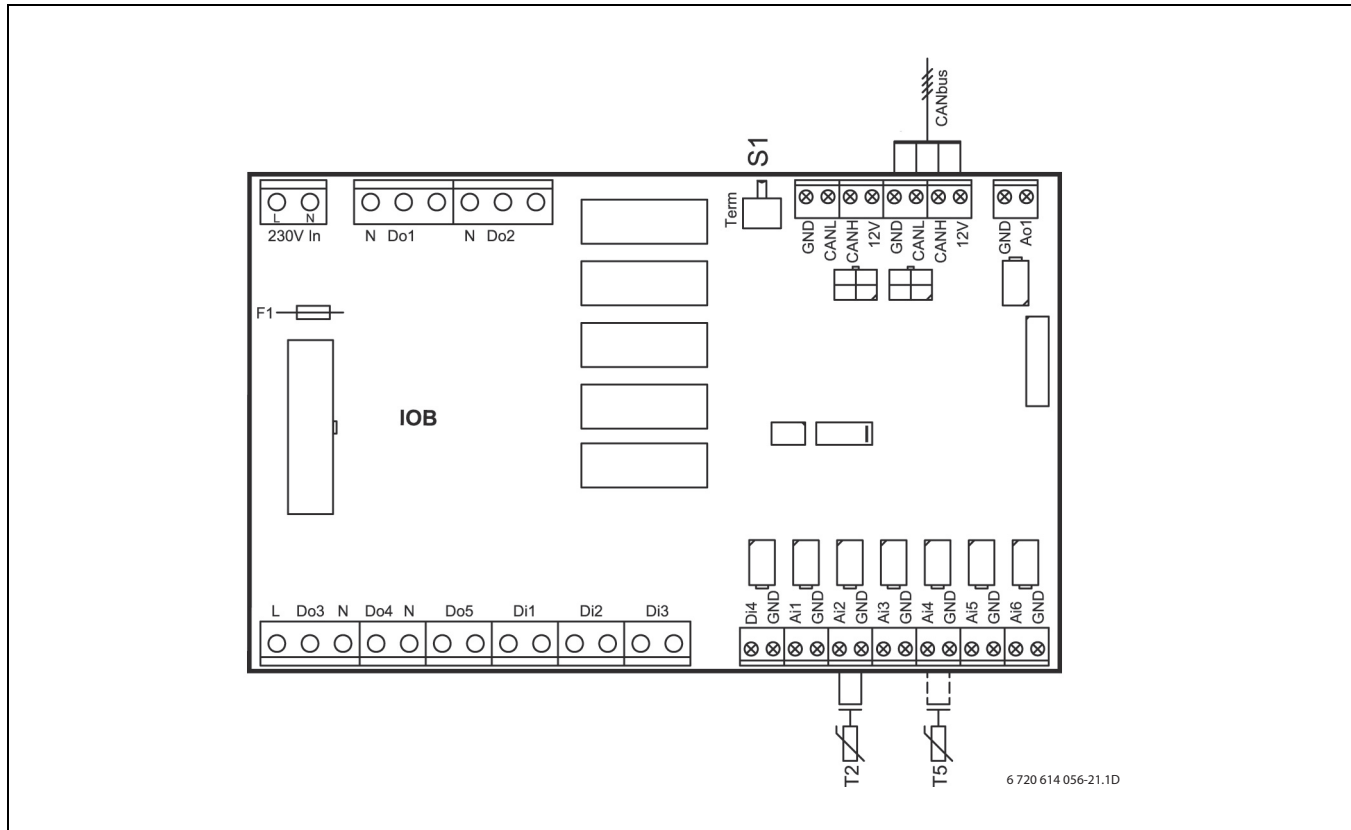 CANbus
S1
Term
L N
230V In
N Do1
N Do2
GND
CANL
CANH
12V
GND
CANL
CANH
12V
GND
Ao1
F1
IOB
L Do3 N Do4 N Do5 Di1 Di2 Di3
Di4
GND
Ai1
GND
Ai2
GND
Ai3
GND
Ai4
GND
Ai5
GND
Ai6
GND
T2
T5
6 720 614 056-21.1D